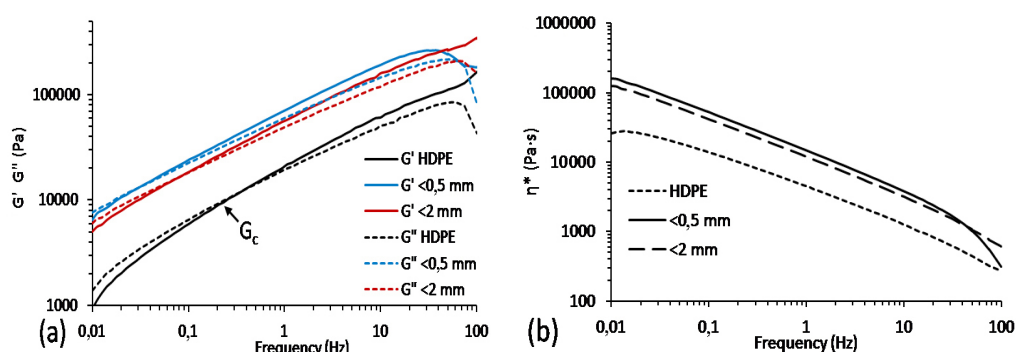 G' G" (Pa)
100000
10000
1000
0,01
0,1
1
10
100
Frequency (Hz)
G' HDPE
G' <0,5 mm
G' <2 mm
G" HDPE
G" <0,5 mm
G" <2 mm
Gc
(a)
η* (Pa·s)
1000000
100000
10000
1000
100
0,01
0,1
1
10
100
Frequency (Hz)
HDPE
<0,5 mm
<2 mm
(b)